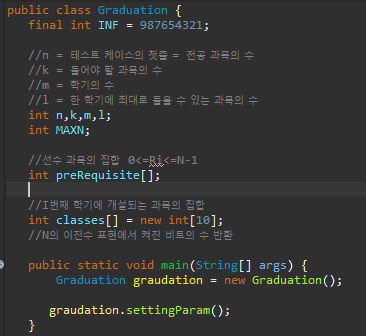 public class Graduation {
final int INF = 987654321;
//n = 테스트 케이스의 첫줄 = 전공 과목의 수
//k = 들어야 할 과목의 수
//m = 학기의 수
//l = 한 학기에 최대로 들을 수 있는 과목의 수
int n,k,m,l;
int MAXN;
//선수 과목의 집합 0<=Ri<=N-1
int preRequisite[];
//I번째 학기에 개설되는 과목의 집합
int classes[] = new int[10];
//N의 이진수 표현에서 켜진 비트의 수 반환
public static void main(String[] args) {
Graduation graudation = new Graduation();
graudation.settingParam();
}